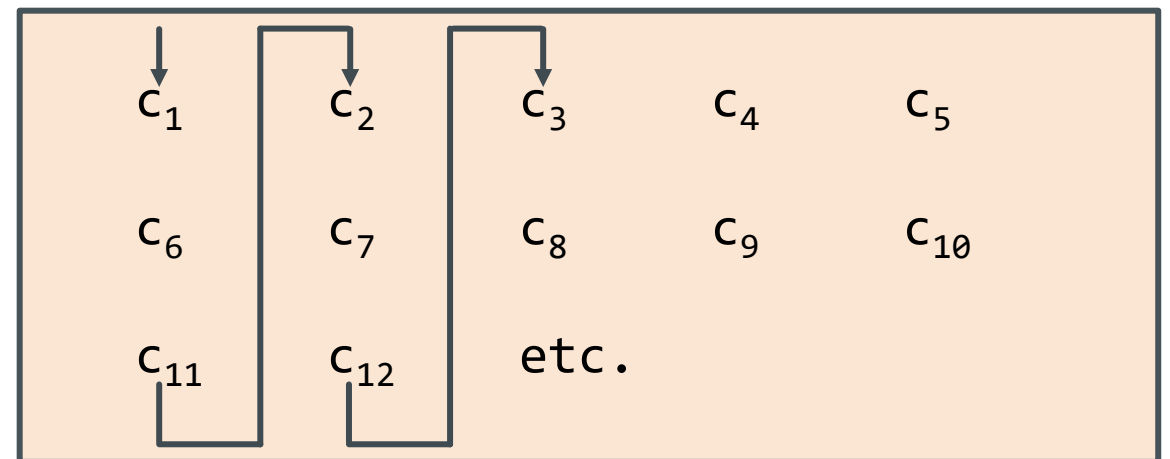 c₁ c₂ c₃ c₄ c₅
c₆ c₇ c₈ c₉ c₁₀
c₁₁ c₁₂ etc.